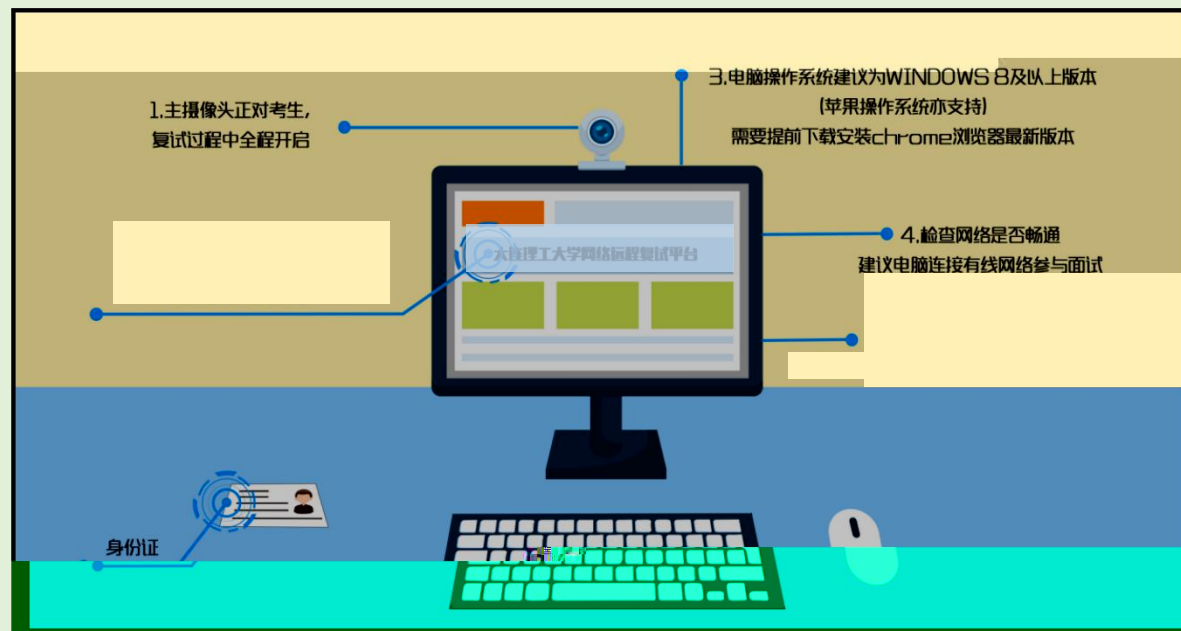 1.主摄像头正对考生,
复试过程中全程开启
3.电脑操作系统建议为WINDOWS 8及以上版本
(苹果操作系统亦支持)
需要提前下载安装chrome浏览器最新版本
大连理工大学网络远程复试平台
4.检查网络是否畅通
建议电脑连接有线网络参与面试
身份证